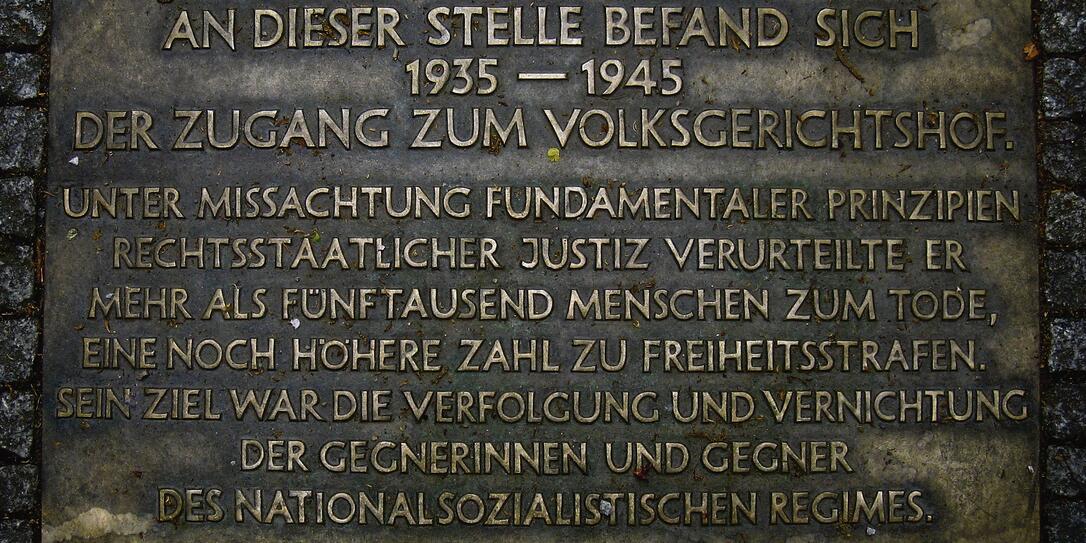 AN DIESER STELLE BEFAND SICH
1935 — 1945
DER ZUGANG ZUM VOLKSGERICHTSHOF.
UNTER MISSACHTUNG FUNDAMENTALER PRINZIPIEN
RECHTSSTAATLICHER JUSTIZ VERURTEILTE ER
MEHR ALS FÜNFTAUSEND MENSCHEN ZUM TODE,
EINE NOCH HÖHERE ZAHL ZU FREIHEITSSTRAFEN.
SEIN ZIEL WAR DIE VERFOLGUNG UND VERNICHTUNG
DER GEGNERINNEN UND GEGNER
DES NATIONALSOZIALISTISCHEN REGIMES.